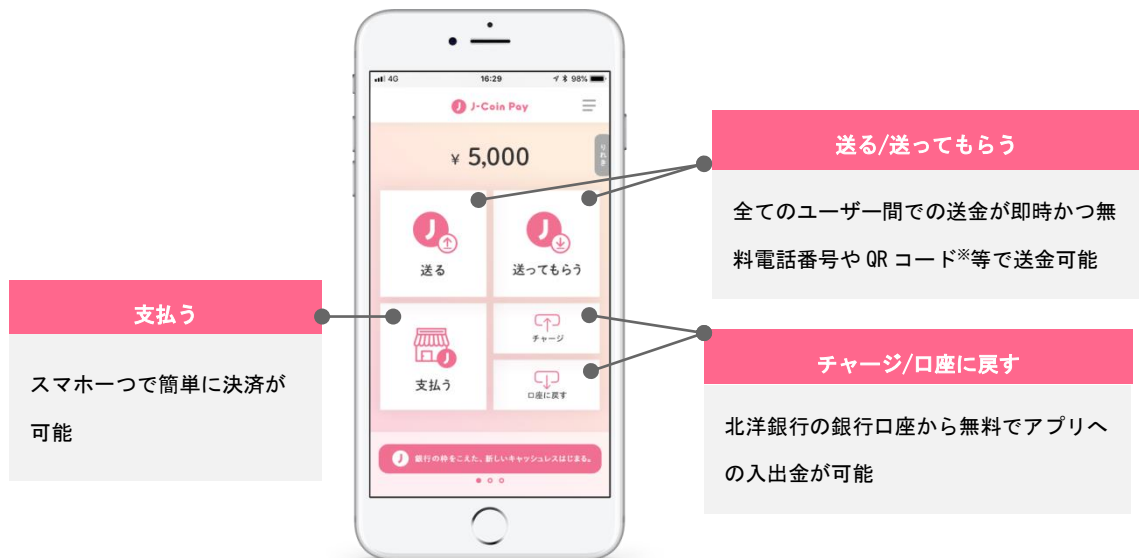 4G 16:29 98%
J J-Coin Pay
¥ 5,000
りれき
J
送る
J
送ってもらう
J
支払う
チャージ
口座に戻す
J 銀行の枠をこえた、新しいキャッシュレスはじまる。
支払う
スマホ一つで簡単に決済が
可能
送る/送ってもらう
全てのユーザー間での送金が即時かつ無
料電話番号や QR コード※等で送金可能
チャージ/口座に戻す
北洋銀行の銀行口座から無料でアプリへ
の入出金が可能